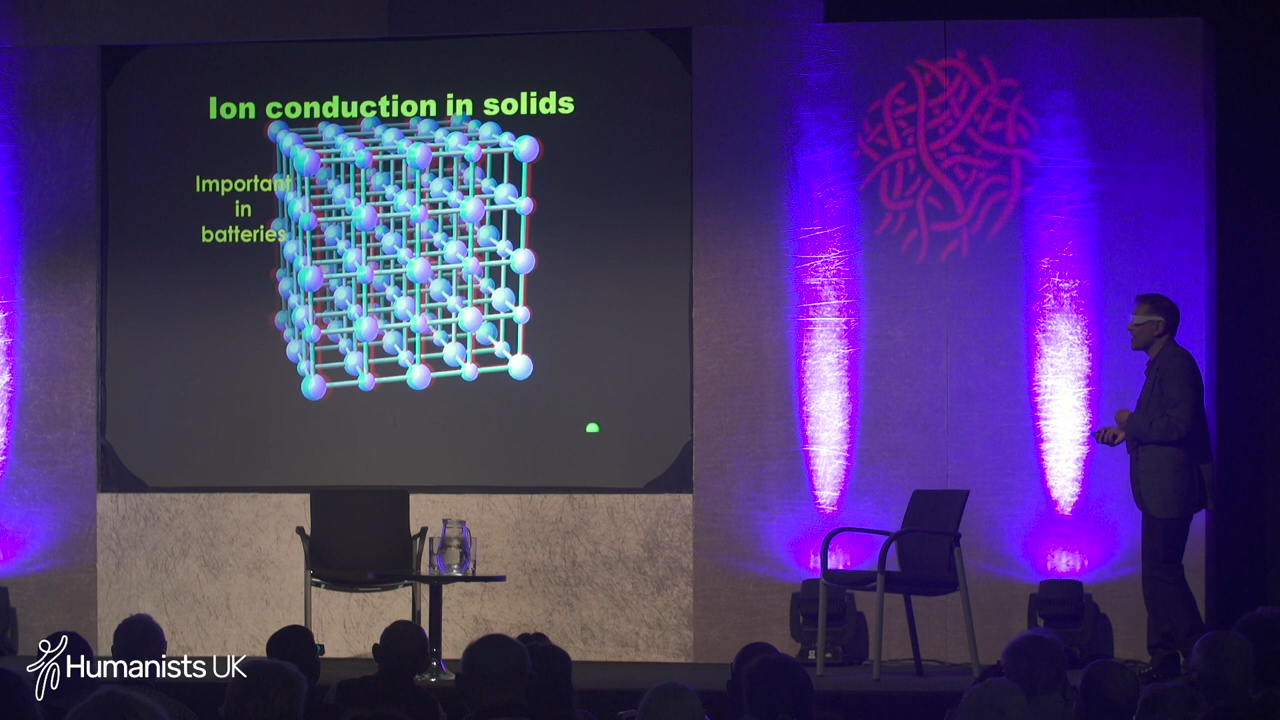 Ion conduction in solids
Important
in
batteries
Humanists UK